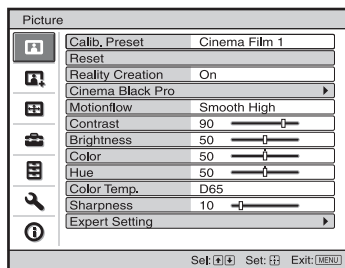 Picture
Calib. Preset Cinema Film 1
Reset
Reality Creation On
Cinema Black Pro
Motionflow Smooth High
Contrast 90
Brightness 50
Color 50
Hue 50
Color Temp. D65
Sharpness 10
Expert Setting
Sel: Set: Exit: MENU